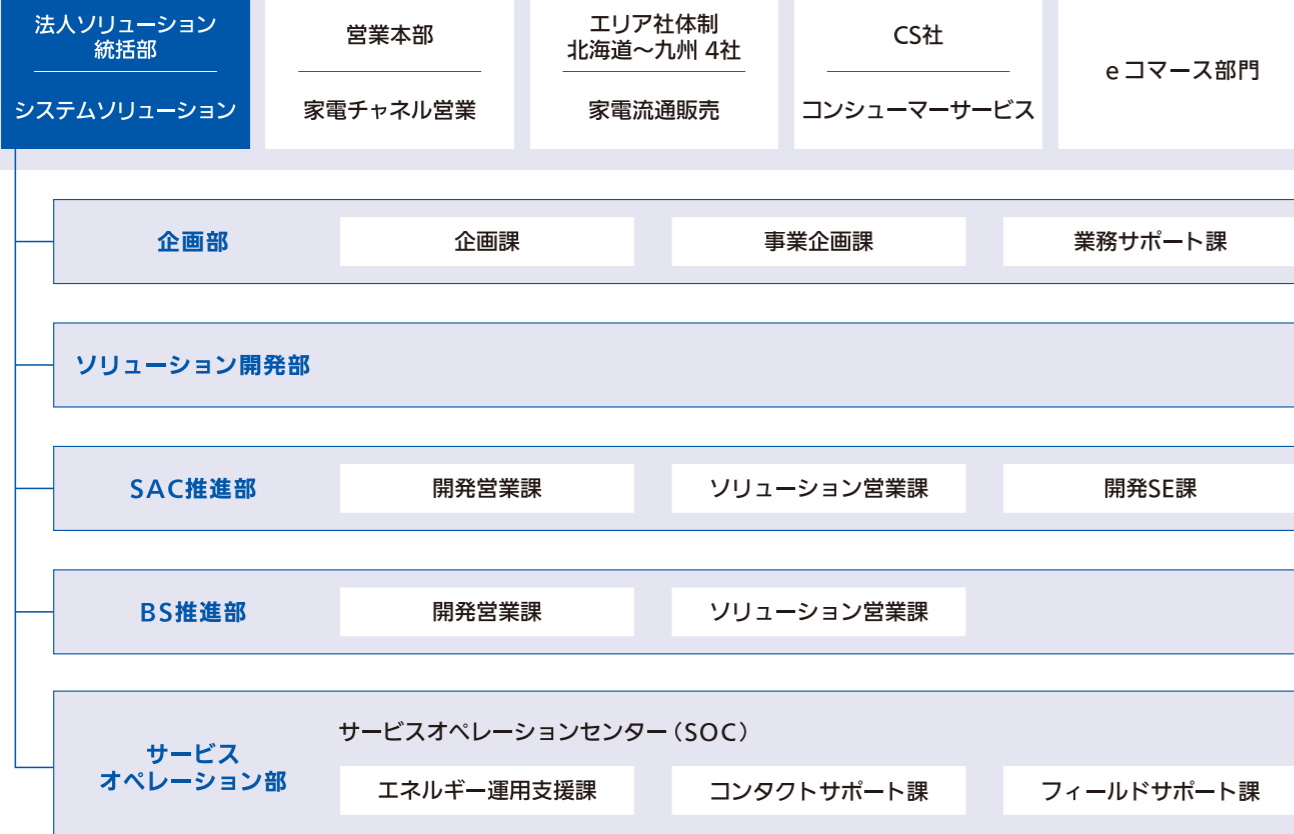 法人ソリューション
統括部
システムソリューション
営業本部
家電チャネル営業
エリア社体制
北海道〜九州 4社
家電流通販売
CS社
コンシューマーサービス
eコマース部門
企画部
企画課
事業企画課
業務サポート課
ソリューション開発部
SAC推進部
開発営業課
ソリューション営業課
開発SE課
BS推進部
開発営業課
ソリューション営業課
サービス
オペレーション部
サービスオペレーションセンター（SOC）
エネルギー運用支援課
コンタクトサポート課
フィールドサポート課